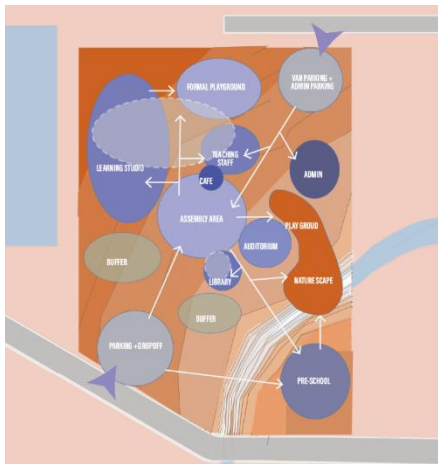 FORMAL PLAYGROUND
VAN PARKING +
ADMIN PARKING
LEARNING STUDIO
TEACHING
STAFF
CAFE
ADMIN
ASSEMBLY AREA
PLAY GROUD
AUDITORIUM
BUFFER
LIBRARY
NATURE SCAPE
BUFFER
PARKING + DROPOFF
PRE-SCHOOL